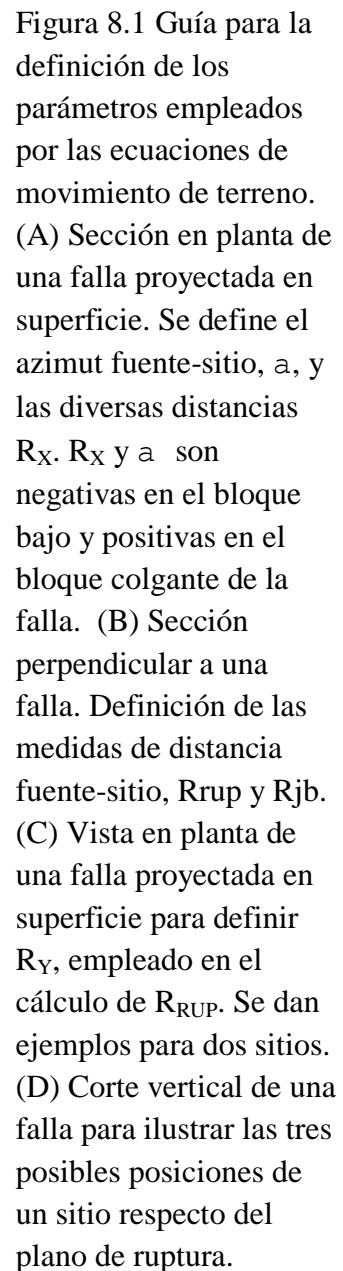 Figura 8.1 Guía para la
definición de los
parámetros empleados
por las ecuaciones de
movimiento de terreno.
(A) Sección en planta de
una falla proyectada en
superficie. Se define el
azimut fuente-sitio, a, y
las diversas distancias
R_X. R_X y a son
negativas en el bloque
bajo y positivas en el
bloque colgante de la
falla. (B) Sección
perpendicular a una
falla. Definición de las
medidas de distancia
fuente-sitio, Rrup y Rjb.
(C) Vista en planta de
una falla proyectada en
superficie para definir
R_Y, empleado en el
cálculo de R_RUP. Se dan
ejemplos para dos sitios.
(D) Corte vertical de una
falla para ilustrar las tres
posibles posiciones de
un sitio respecto del
plano de ruptura.